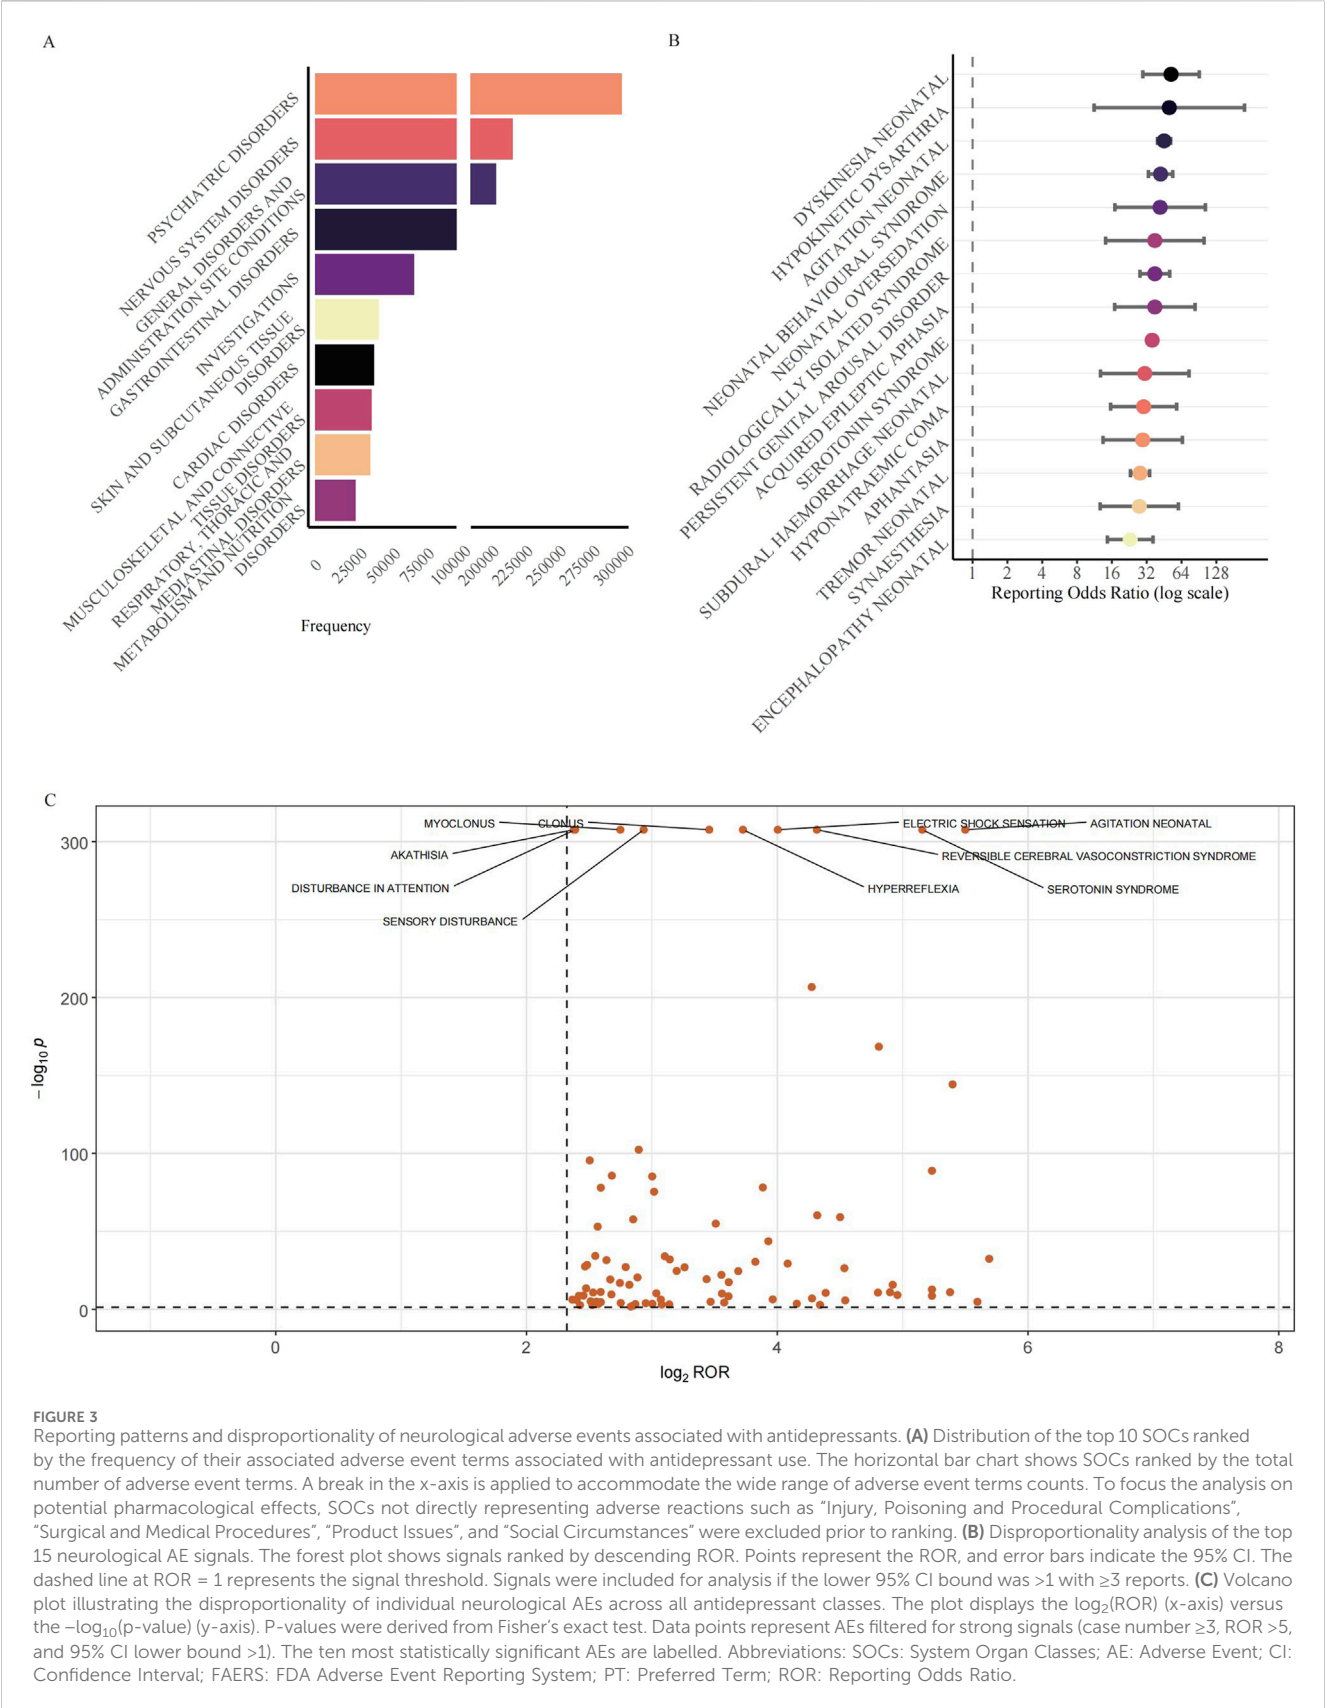 A
PSYCHIATRIC DISORDERS
NERVOUS SYSTEM DISORDERS
GENERAL DISORDERS AND
ADMINISTRATION SITE CONDITIONS
GASTROINTESTINAL DISORDERS
INVESTIGATIONS
SKIN AND SUBCUTANEOUS TISSUE
DISORDERS
CARDIAC DISORDERS
MUSCULOSKELETAL AND CONNECTIVE
TISSUE DISORDERS
RESPIRATORY, THORACIC AND
MEDIASTINAL DISORDERS
METABOLISM AND NUTRITION
DISORDERS
0 25000 50000 75000 100000 200000 225000 250000 275000 300000
Frequency
B
DYSKINESIA NEONATAL
HYPOKINETIC DYSARTHRIA
AGITATION NEONATAL
NEONATAL BEHAVIOURAL SYNDROME
NEONATAL OVERSEDATION
RADIOLOGICALLY ISOLATED SYNDROME
PERSISTENT GENITAL AROUSAL DISORDER
ACQUIRED EPILEPTIC APHASIA
SEROTONIN SYNDROME
SUBDURAL HAEMORRHAGE NEONATAL
HYPONATRAEMIC COMA
APHANTASIA
TREMOR NEONATAL
SYNAESTHESIA
ENCEPHALOPATHY NEONATAL
1 2 4 8 16 32 64 128
Reporting Odds Ratio (log scale)
C
MYOCLONUS
CLONUS
ELECTRIC SHOCK SENSATION
AGITATION NEONATAL
AKATHISIA
REVERSIBLE CEREBRAL VASOCONSTRICTION SYNDROME
DISTURBANCE IN ATTENTION
HYPERREFLEXIA
SEROTONIN SYNDROME
SENSORY DISTURBANCE
300
200
100
0
−log10 p
0 2 4 6 8
log2 ROR
FIGURE 3
Reporting patterns and disproportionality of neurological adverse events associated with antidepressants. (A) Distribution of the top 10 SOCs ranked
by the frequency of their associated adverse event terms associated with antidepressant use. The horizontal bar chart shows SOCs ranked by the total
number of adverse event terms. A break in the x-axis is applied to accommodate the wide range of adverse event terms counts. To focus the analysis on
potential pharmacological effects, SOCs not directly representing adverse reactions such as “Injury, Poisoning and Procedural Complications”,
“Surgical and Medical Procedures”, “Product Issues”, and “Social Circumstances” were excluded prior to ranking. (B) Disproportionality analysis of the top
15 neurological AE signals. The forest plot shows signals ranked by descending ROR. Points represent the ROR, and error bars indicate the 95% CI. The
dashed line at ROR = 1 represents the signal threshold. Signals were included for analysis if the lower 95% CI bound was >1 with ≥3 reports. (C) Volcano
plot illustrating the disproportionality of individual neurological AEs across all antidepressant classes. The plot displays the log2(ROR) (x-axis) versus
the −log10(p-value) (y-axis). P-values were derived from Fisher’s exact test. Data points represent AEs filtered for strong signals (case number ≥3, ROR >5,
and 95% CI lower bound >1). The ten most statistically significant AEs are labelled. Abbreviations: SOCs: System Organ Classes; AE: Adverse Event; CI:
Confidence Interval; FAERS: FDA Adverse Event Reporting System; PT: Preferred Term; ROR: Reporting Odds Ratio.